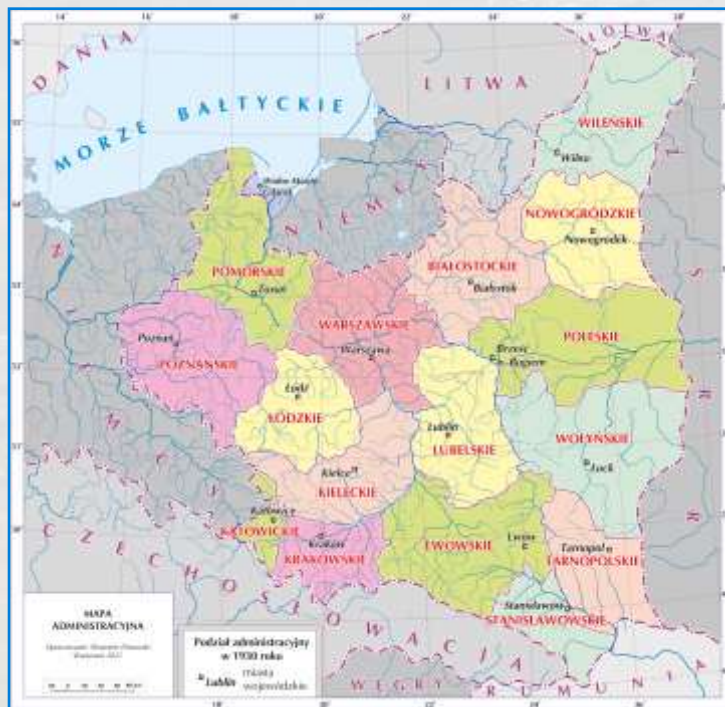 DANIA
MORZE BAŁTYCKIE
ŁOTWA
LITWA
WILEŃSKIE
Wilno
NIEMCY
NOWOGRÓDZKIE
Nowogródek
POMORSKIE
Toruń
BIAŁOSTOCKIE
Białystok
WARSZAWSKIE
Warszawa
POLESKIE
Brześć
n. Bugiem
Poznań
POZNAŃSKIE
Łódź
ŁÓDZKIE
Lublin
LUBELSKIE
WOŁYŃSKIE
Łuck
Kielce
KIELECKIE
Katowice
KATOWICKIE
Kraków
KRAKOWSKIE
LWOWSKIE
Lwów
Tarnopol
TARNOPOLSKIE
Stanisławów
STANISŁAWOWSKIE
CZECHOSŁOWACJA
WĘGRY
RUMUNIA
ZSRR
MAPA
ADMINISTRACYJNA
Podział administracyjny
w 1930 roku
Lublin miasta
wojewódzkie